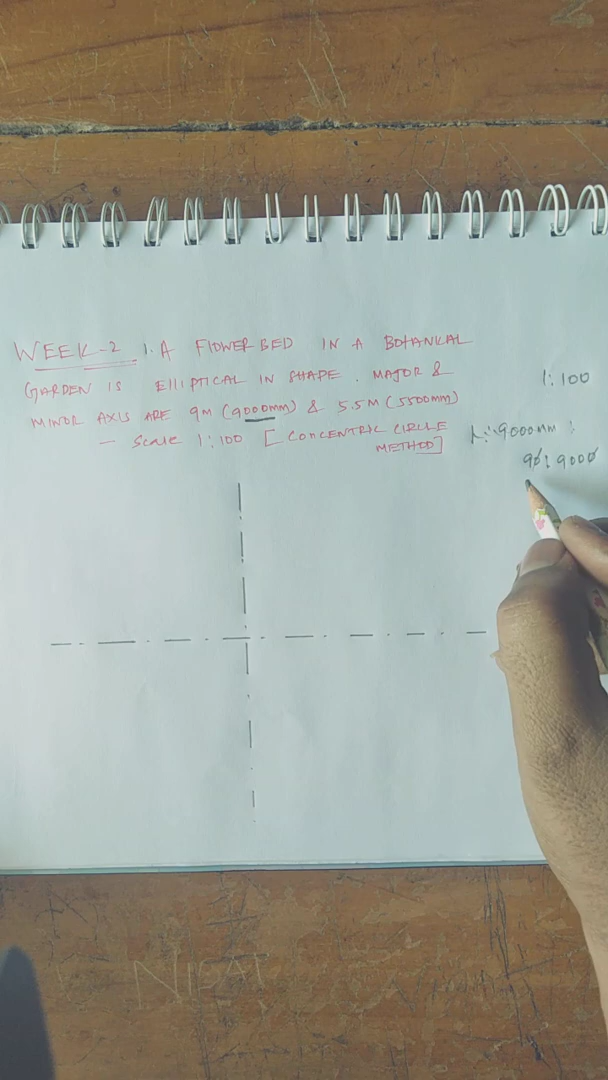 WEEK-2 1. A FLOWER BED IN A BOTANICAL
GARDEN IS ELLIPTICAL IN SHAPE. MAJOR &
MINOR AXIS ARE 9M (9000mm) & 5.5M (5500mm)
- SCALE 1:100 [CONCENTRIC CIRCLE
METHOD]
1:100
9000mm :
90:9000
NIDAL